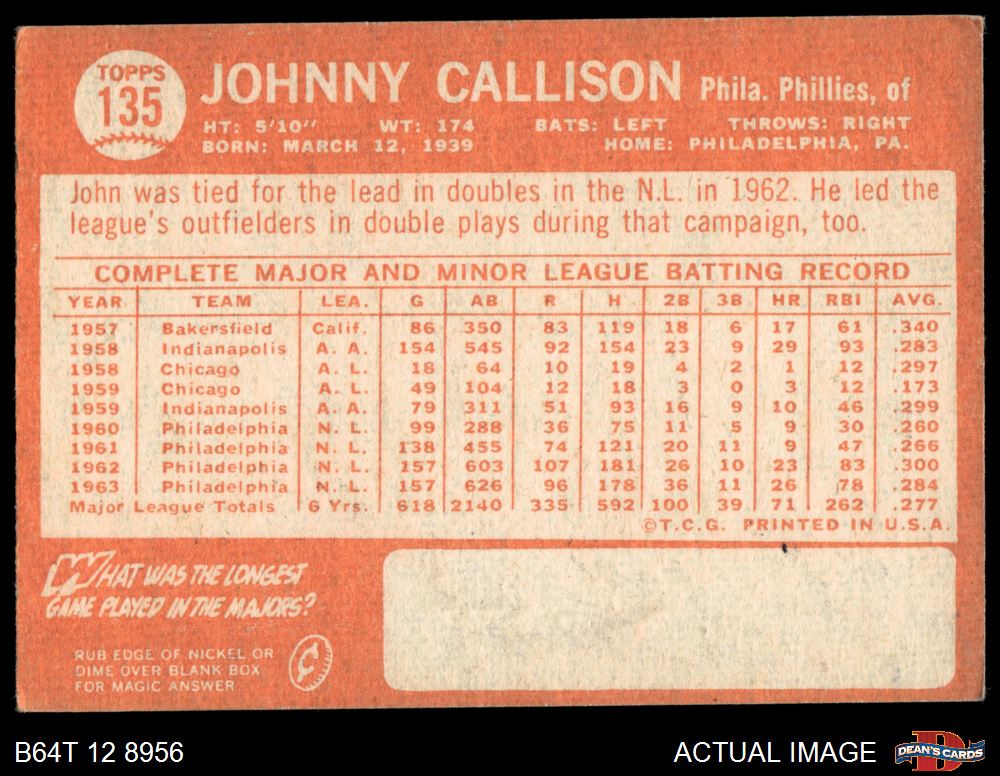 TOPPS
135
JOHNNY CALLISON Phila. Phillies, of
HT: 5'10" WT: 174 BATS: LEFT THROWS: RIGHT
BORN: MARCH 12, 1939 HOME: PHILADELPHIA, PA.
John was tied for the lead in doubles in the N.L. in 1962. He led the
league's outfielders in double plays during that campaign, too.
COMPLETE MAJOR AND MINOR LEAGUE BATTING RECORD
YEAR TEAM LEA. G AB R H 2B 3B HR RBI AVG.
1957 Bakersfield Calif. 86 350 83 119 18 6 17 61 .340
1958 Indianapolis A. A. 154 545 92 154 23 9 29 93 .283
1958 Chicago A. L. 18 64 10 19 4 2 1 12 .297
1959 Chicago A. L. 49 104 12 18 3 0 3 12 .173
1959 Indianapolis A. A. 79 311 51 93 16 9 10 46 .299
1960 Philadelphia N. L. 99 288 36 75 11 5 9 30 .260
1961 Philadelphia N. L. 138 455 74 121 20 11 9 47 .266
1962 Philadelphia N. L. 157 603 107 181 26 10 23 83 .300
1963 Philadelphia N. L. 157 626 96 178 36 11 26 78 .284
Major League Totals 6 Yrs. 618 2140 335 592 100 39 71 262 .277
©T.C.G. PRINTED IN U.S.A.
WHAT WAS THE LONGEST
GAME PLAYED IN THE MAJORS?
RUB EDGE OF NICKEL OR
DIME OVER BLANK BOX
FOR MAGIC ANSWER
¢
B64T 12 8956 ACTUAL IMAGE DEAN'S CARDS